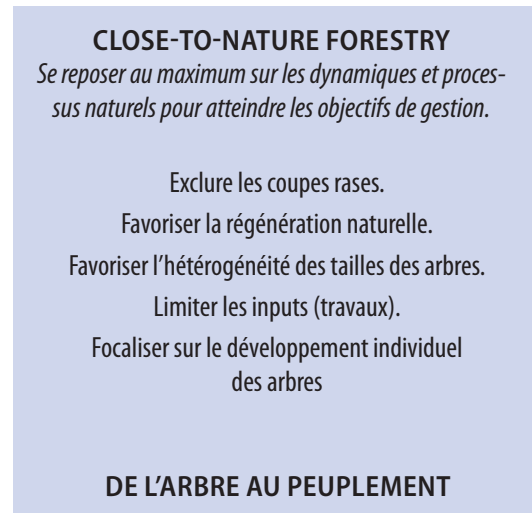 CLOSE-TO-NATURE FORESTRY
Se reposer au maximum sur les dynamiques et proces-
sus naturels pour atteindre les objectifs de gestion.
Exclure les coupes rases.
Favoriser la régénération naturelle.
Favoriser l’hétérogénéité des tailles des arbres.
Limiter les inputs (travaux).
Focaliser sur le développement individuel
des arbres
DE L’ARBRE AU PEUPLEMENT